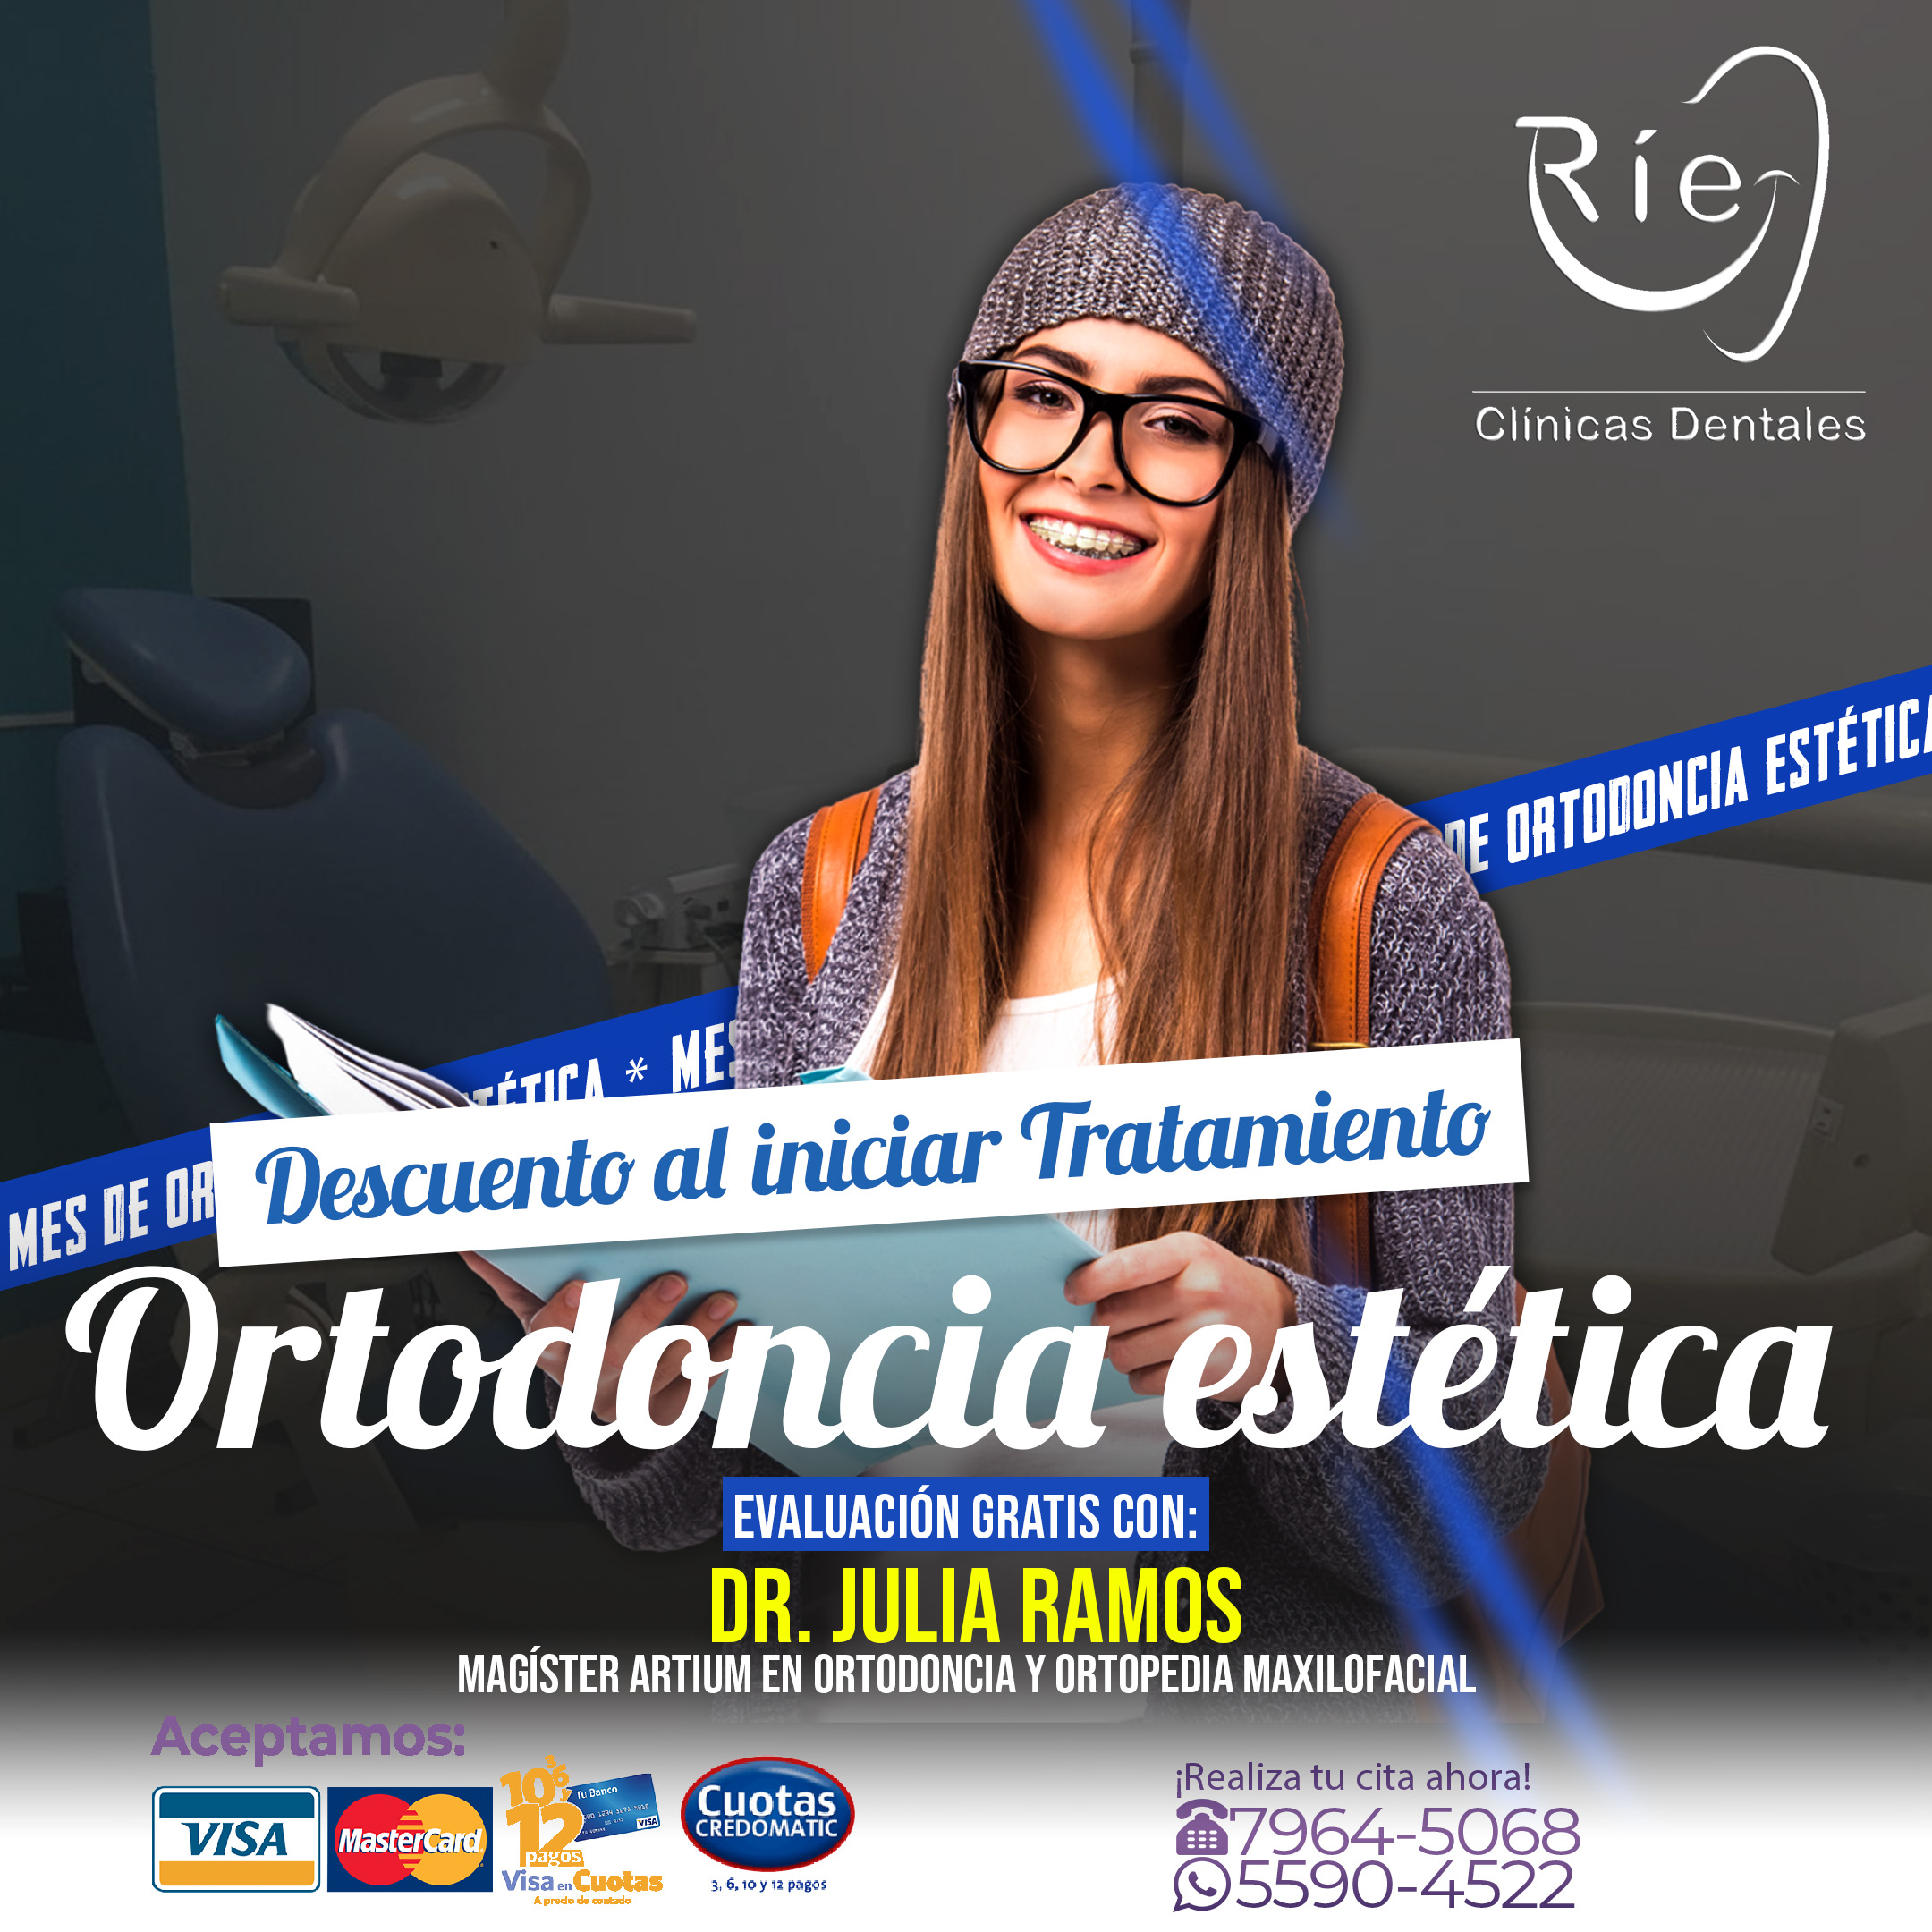 Ríe
Clínicas Dentales
DE ORTODONCIA ESTÉTICA
MES DE OR
TÉTICA * MES
Descuento al iniciar Tratamiento
Ortodoncia estética
EVALUACIÓN GRATIS CON:
DR. JULIA RAMOS
MAGÍSTER ARTIUM EN ORTODONCIA Y ORTOPEDIA MAXILOFACIAL
Aceptamos:
VISA
MasterCard
3, 6,
10 y
12
pagos
Tu Banco
VISA
Visa en Cuotas
A precio de contado
Cuotas
CREDOMATIC
3, 6, 10 y 12 pagos
¡Realiza tu cita ahora!
7964-5068
5590-4522